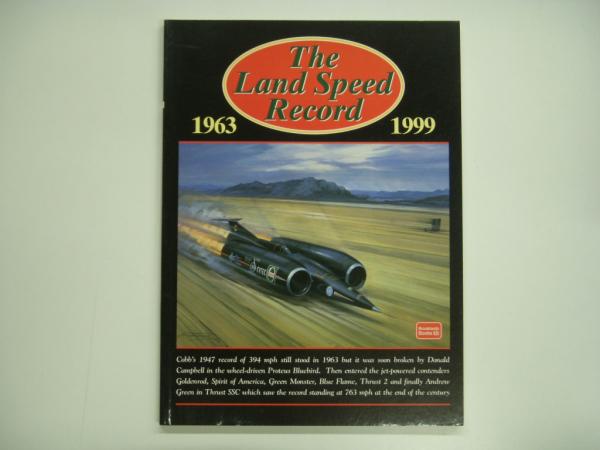 The
Land Speed
Record
1963 1999
Brooklands
Books
Cobb's 1947 record of 394 mph still stood in 1963 but it was soon broken by Donald
Campbell in the wheel-driven Proteus Bluebird. Then entered the jet-powered contenders
Goldenrod, Spirit of America, Green Monster, Blue Flame, Thrust 2 and finally Andrew
Green in Thrust SSC which saw the record standing at 763 mph at the end of the century